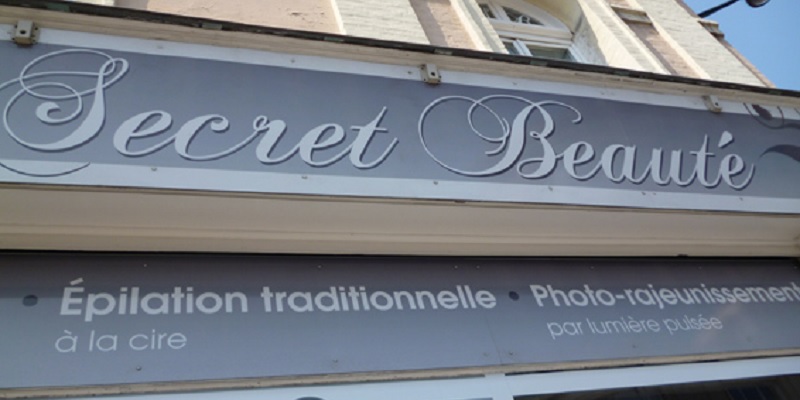 Secret Beauté
Épilation traditionnelle • Photo-rajeunissement
à la cire
par lumière pulsée